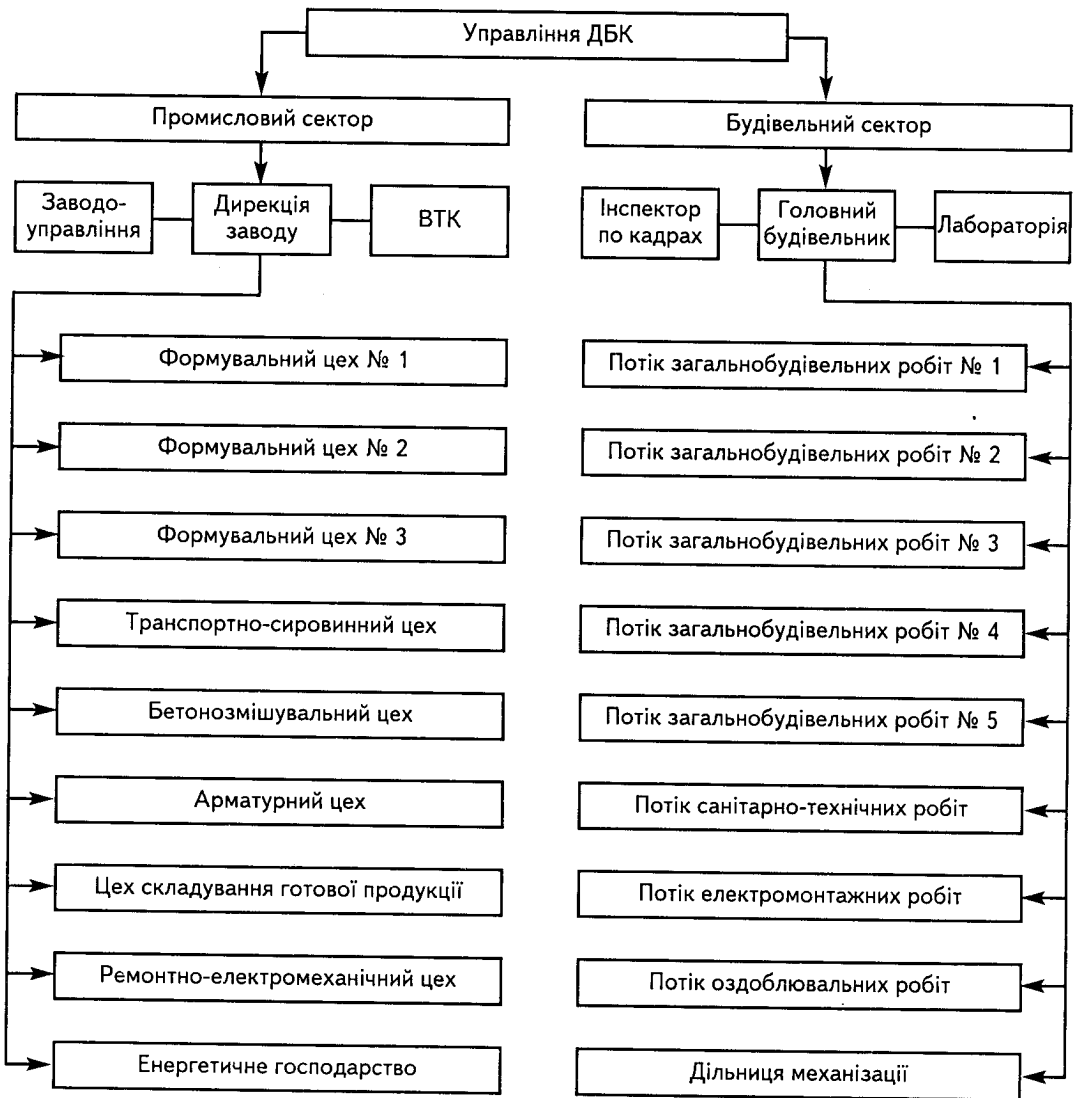 Управління ДБК
Промисловий сектор
Будівельний сектор
Заводо-
управління
Дирекція
заводу
ВТК
Інспектор
по кадрах
Головний
будівельник
Лабораторія
Формувальний цех № 1
Формувальний цех № 2
Формувальний цех № 3
Транспортно-сировинний цех
Бетонозмішувальний цех
Арматурний цех
Цех складування готової продукції
Ремонтно-електромеханічний цех
Енергетичне господарство
Потік загальнобудівельних робіт № 1
Потік загальнобудівельних робіт № 2
Потік загальнобудівельних робіт № 3
Потік загальнобудівельних робіт № 4
Потік загальнобудівельних робіт № 5
Потік санітарно-технічних робіт
Потік електромонтажних робіт
Потік оздоблювальних робіт
Дільниця механізації